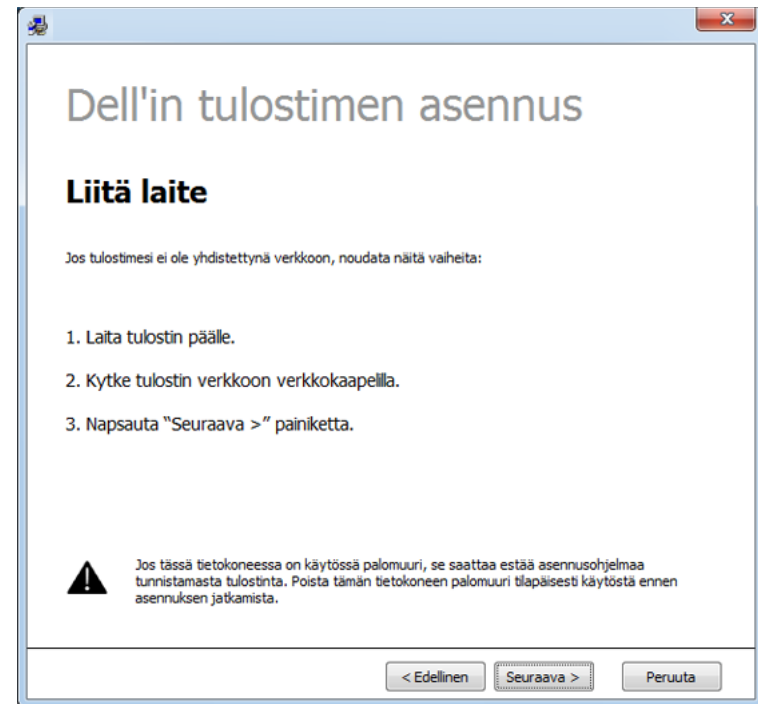 Dell'in tulostimen asennus
Liitä laite
Jos tulostimesi ei ole yhdistettynä verkkoon, noudata näitä vaiheita:
1. Laita tulostin päälle.
2. Kytke tulostin verkkoon verkkokaapelilla.
3. Napsauta “Seuraava >” painiketta.
Jos tässä tietokoneessa on käytössä palomuuri, se saattaa estää asennusohjelmaa
tunnistamasta tulostinta. Poista tämän tietokoneen palomuuri tilapäisesti käytöstä ennen
asennuksen jatkamista.
< Edellinen Seuraava > Peruuta